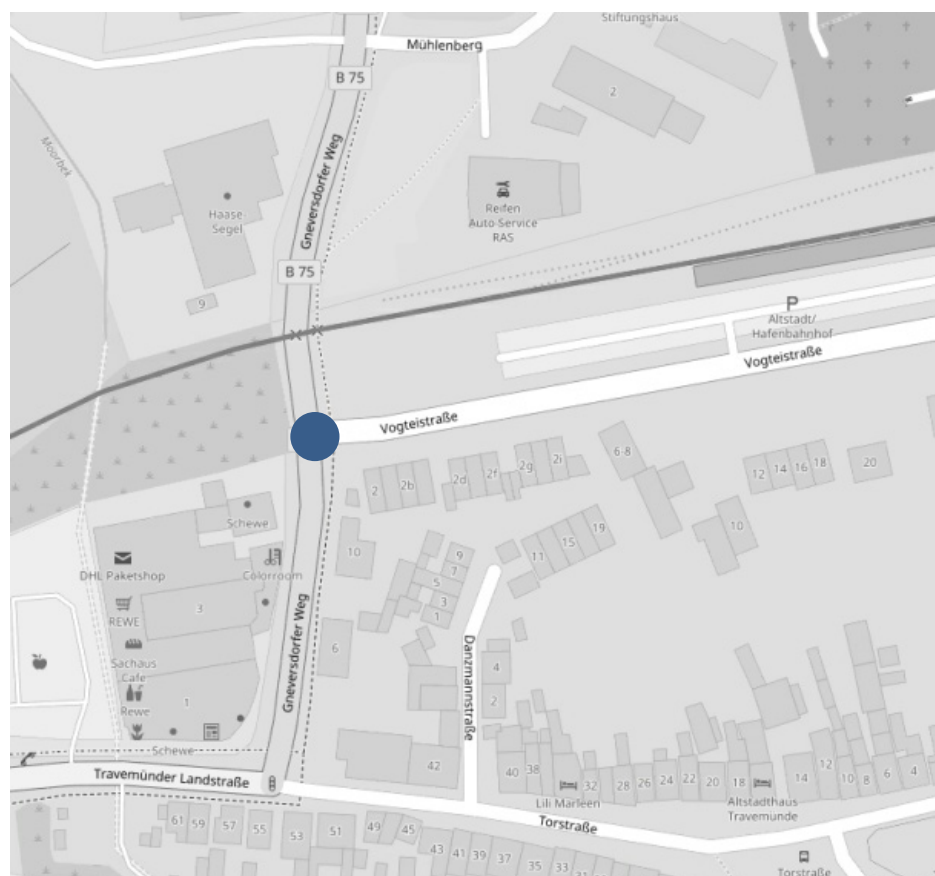 Stiftungshaus
Mühlenberg
B 75
2
Moorbek
Gneversdorfer Weg
Haase
Segel
Reifen
Auto Service
RAS
B 75
9
P
Altstadt/
Hafenbahnhof
Vogteistraße
Vogteistraße
6-8
2
2b
2d
2f
2g
2i
12
14
16
18
20
Schewe
10
11
15
19
10
9
7
5
3
1
DHL Paketshop
Colorroom
REWE
3
Gneversdorfer Weg
6
Danzmannstraße
4
2
Sachaus
Cafe
Rewe
1
Schewe
42
40
38
32
28
26
24
22
20
18
14
12
10
8
6
4
Travemünder Landstraße
Lili Marleen
Altstadthaus
Travemünde
Torstraße
61
59
57
55
53
51
49
45
43
41
39
37
35
33
31
Torstraße